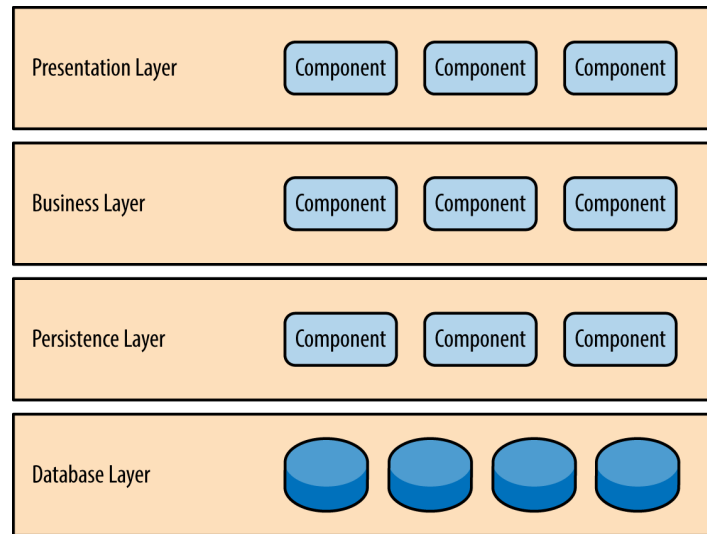 Presentation Layer Component Component Component
Business Layer Component Component Component
Persistence Layer Component Component Component
Database Layer